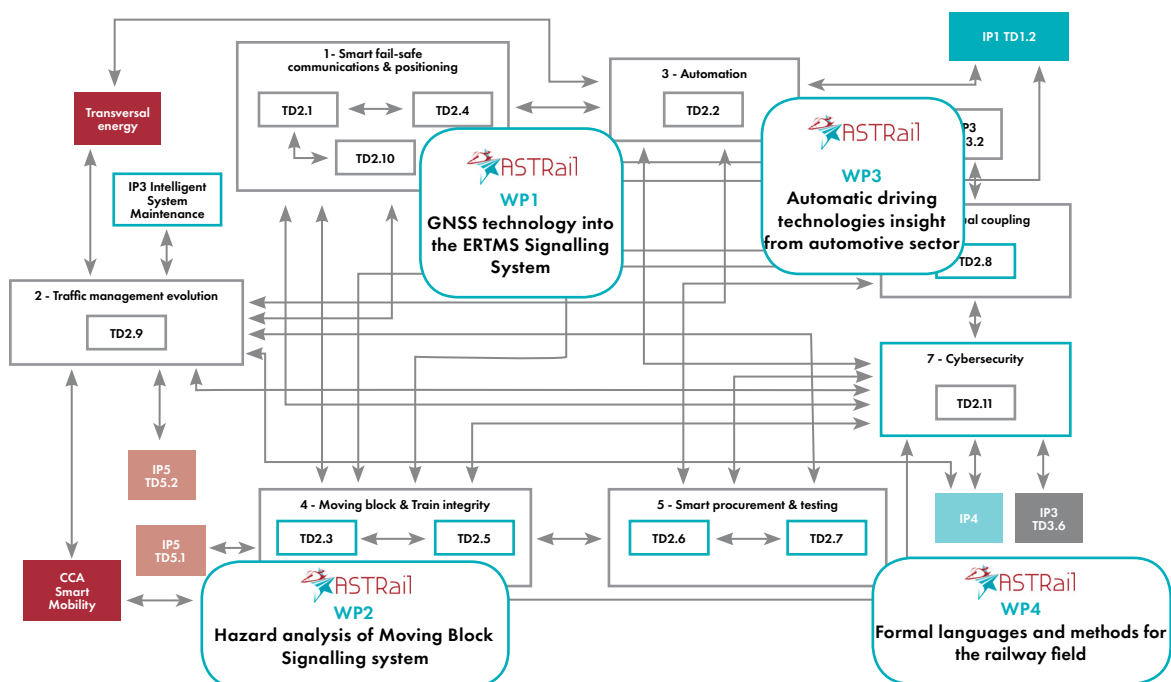 1- Smart fail-safe
communications & positioning
TD2.1
TD2.4
TD2.10
3 - Automation
TD2.2
IP1 TD1.2
Transversal
energy
IP3 Intelligent
System
Maintenance
ASTRail
WP1
GNSS technology into
the ERTMS Signalling
System
ASTRail
WP3
Automatic driving
technologies insight
from automotive sector
P3
3.2
ual coupling
TD2.8
2 - Traffic management evolution
TD2.9
7 - Cybersecurity
TD2.11
IP5
TD5.2
IP5
TD5.1
4 - Moving block & Train integrity
TD2.3
TD2.5
5 - Smart procurement & testing
TD2.6
TD2.7
IP4
IP3
TD3.6
CCA
Smart
Mobility
ASTRail
WP2
Hazard analysis of Moving Block
Signalling system
ASTRail
WP4
Formal languages and methods for
the railway field